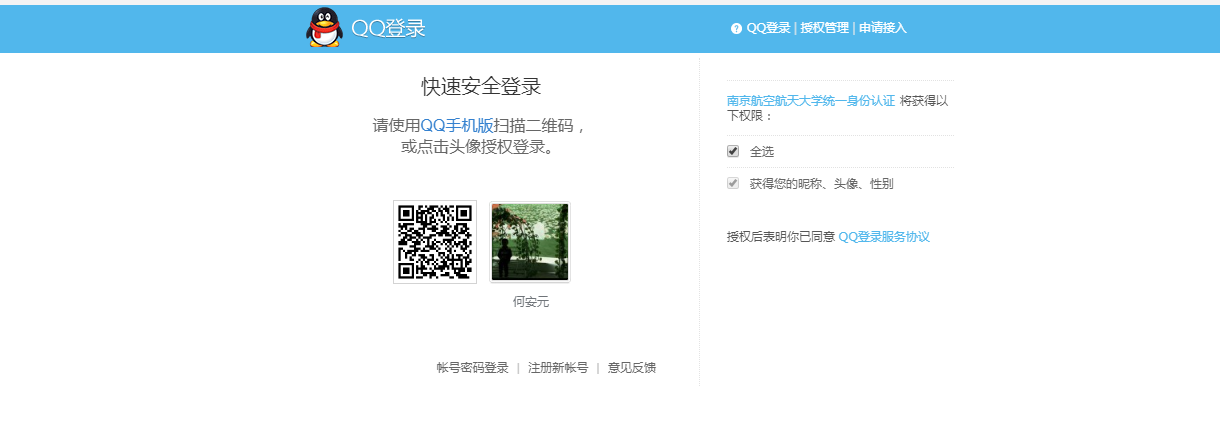 QQ登录
QQ登录 | 授权管理 | 申请接入
快速安全登录
请使用QQ手机版扫描二维码，
或点击头像授权登录。
何安元
帐号密码登录 | 注册新帐号 | 意见反馈
南京航空航天大学统一身份认证 将获得以
下权限：
全选
获得您的昵称、头像、性别
授权后表明你已同意 QQ登录服务协议